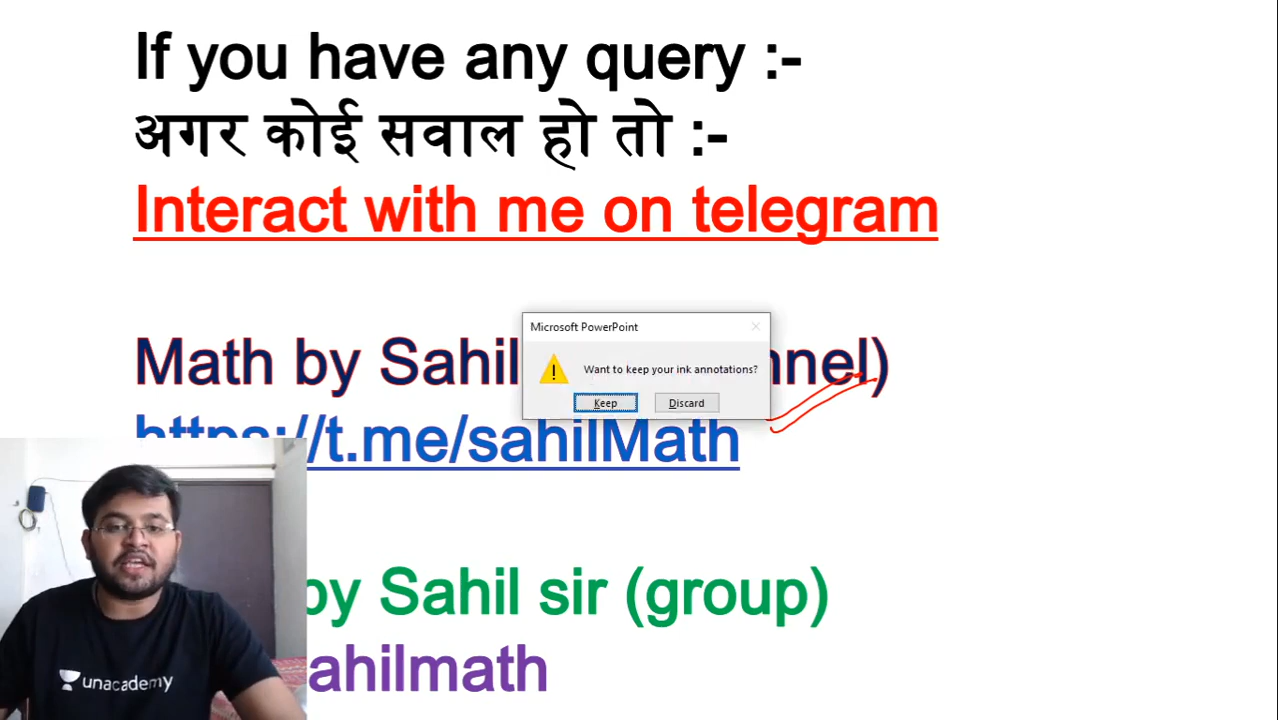 If you have any query :-
अगर कोई सवाल हो तो :-
Interact with me on telegram
Microsoft PowerPoint
Want to keep your ink annotations?
Keep
Discard
Math by Sahil nnel)
https://t.me/sahilMath
by Sahil sir (group)
ahilmath
unacademy